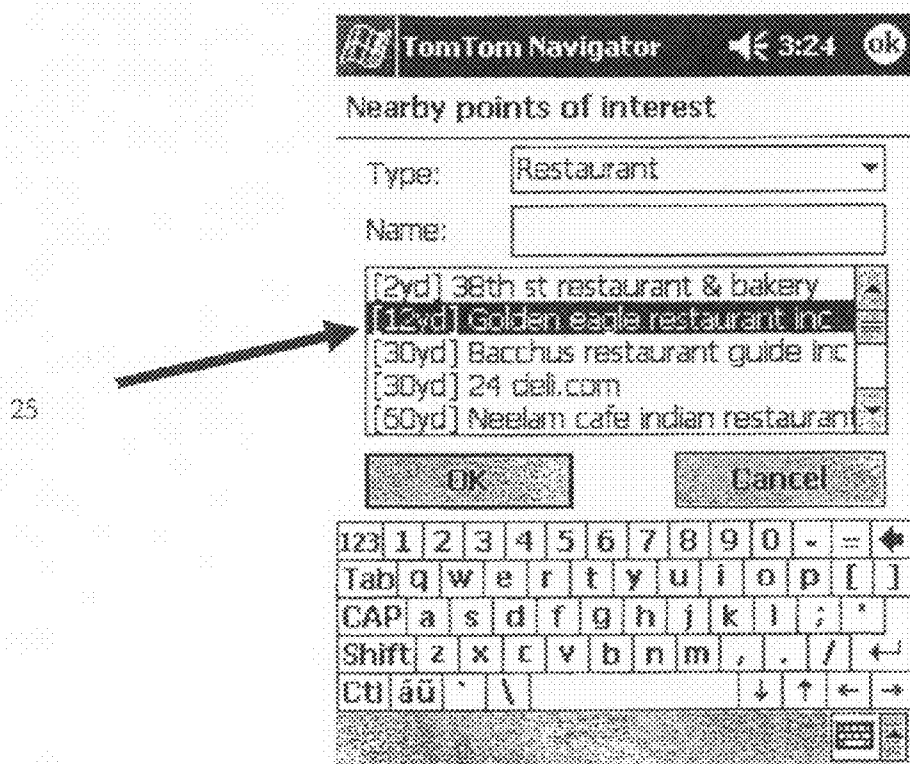 TomTom Navigator 3:24 ok
Nearby points of interest
Type: Restaurant
Name:
[2yd] 38th st restaurant & bakery
[12yd] Golden eagle restaurant inc
[30yd] Bacchus restaurant guide inc
[30yd] 24 deli.com
[60yd] Neelam cafe indian restaurant
25
OK Cancel
123 1 2 3 4 5 6 7 8 9 0 - =
Tab q w e r t y u i o p [ ]
CAP a s d f g h j k l ; '
Shift z x c v b n m , . / ↵
Ctl áü ` \ ↓ ↑ ← →